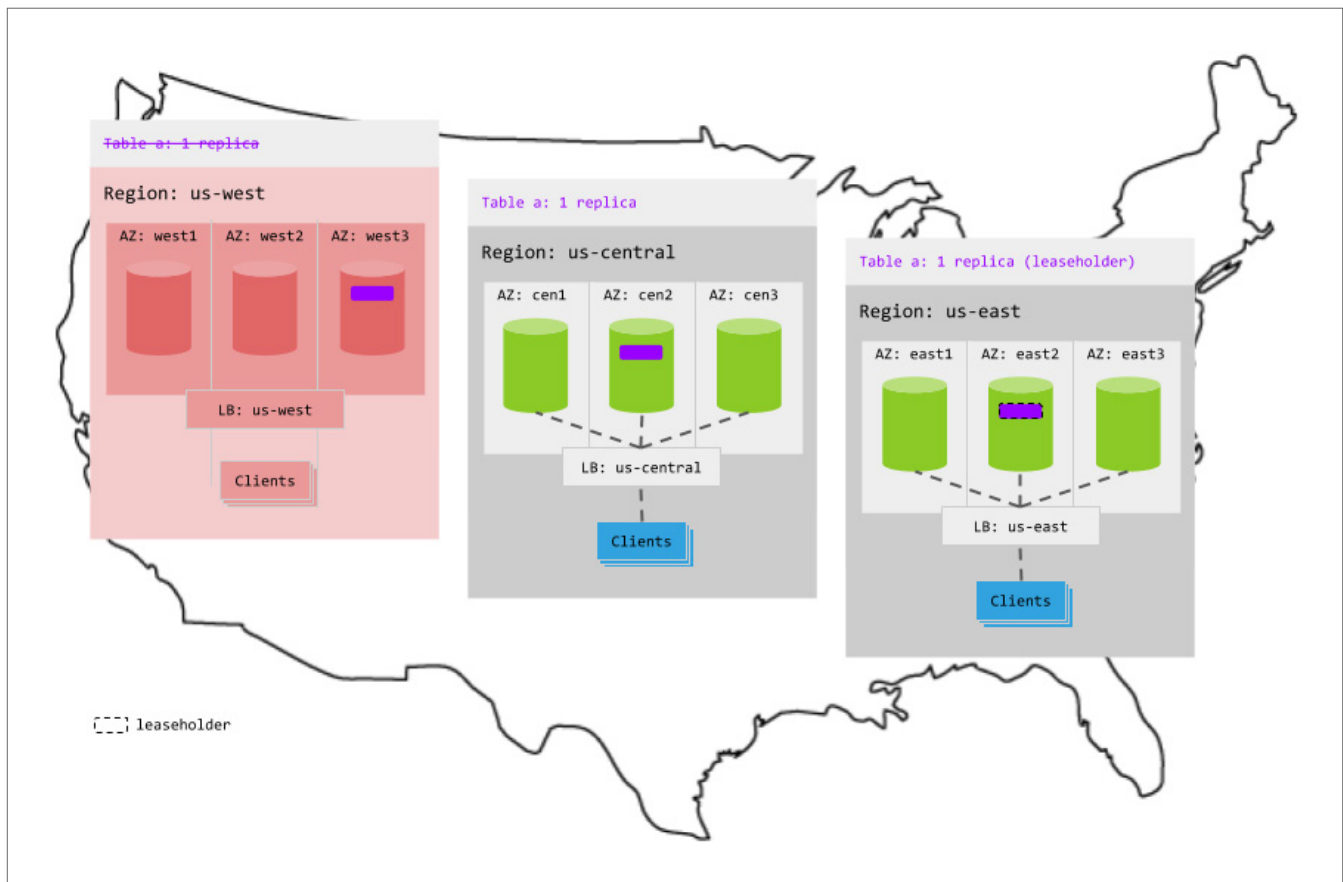 Table a: 1 replica
Region: us-west
AZ: west1 AZ: west2 AZ: west3
LB: us-west
Clients
Table a: 1 replica
Region: us-central
AZ: cen1 AZ: cen2 AZ: cen3
LB: us-central
Clients
Table a: 1 replica (leaseholder)
Region: us-east
AZ: east1 AZ: east2 AZ: east3
LB: us-east
Clients
leaseholder